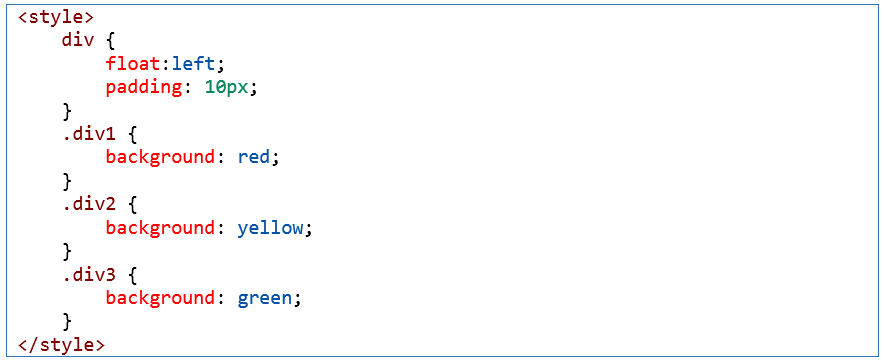 <style>
    div {
        float:left;
        padding: 10px;
    }
    .div1 {
        background: red;
    }
    .div2 {
        background: yellow;
    }
    .div3 {
        background: green;
    }
</style>